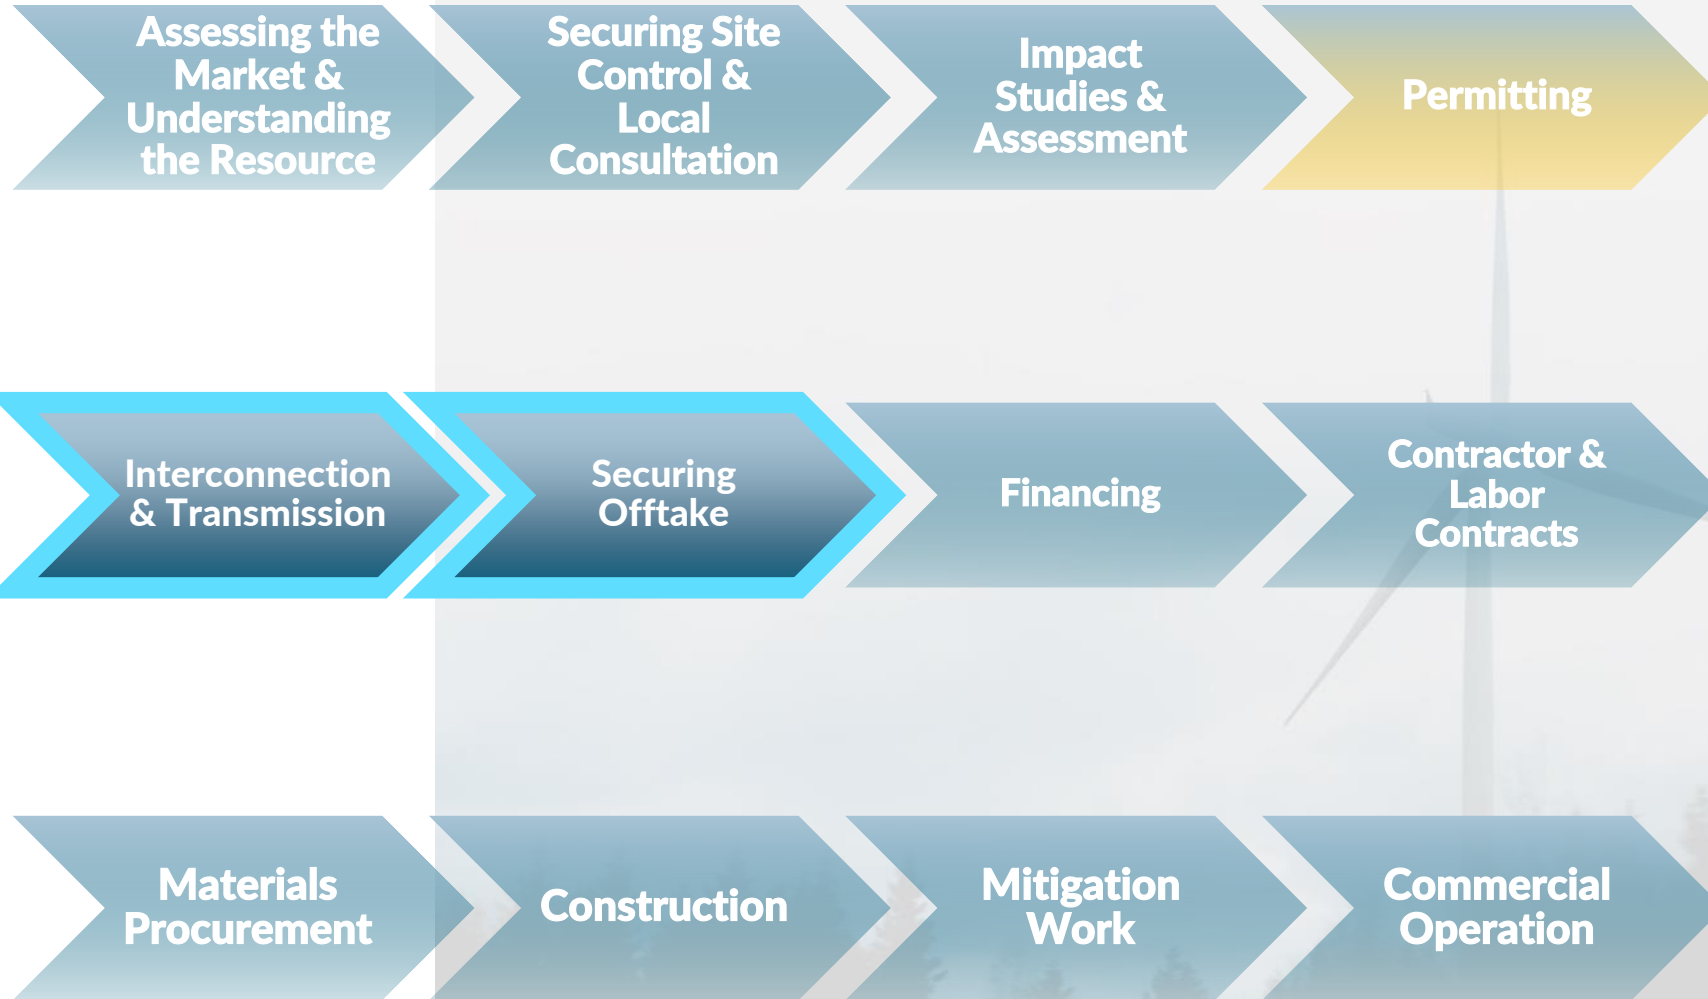 Assessing the
Market &
Understanding
the Resource
Securing Site
Control &
Local
Consultation
Impact
Studies &
Assessment
Permitting
Interconnection
& Transmission
Securing
Offtake
Financing
Contractor &
Labor
Contracts
Materials
Procurement
Construction
Mitigation
Work
Commercial
Operation